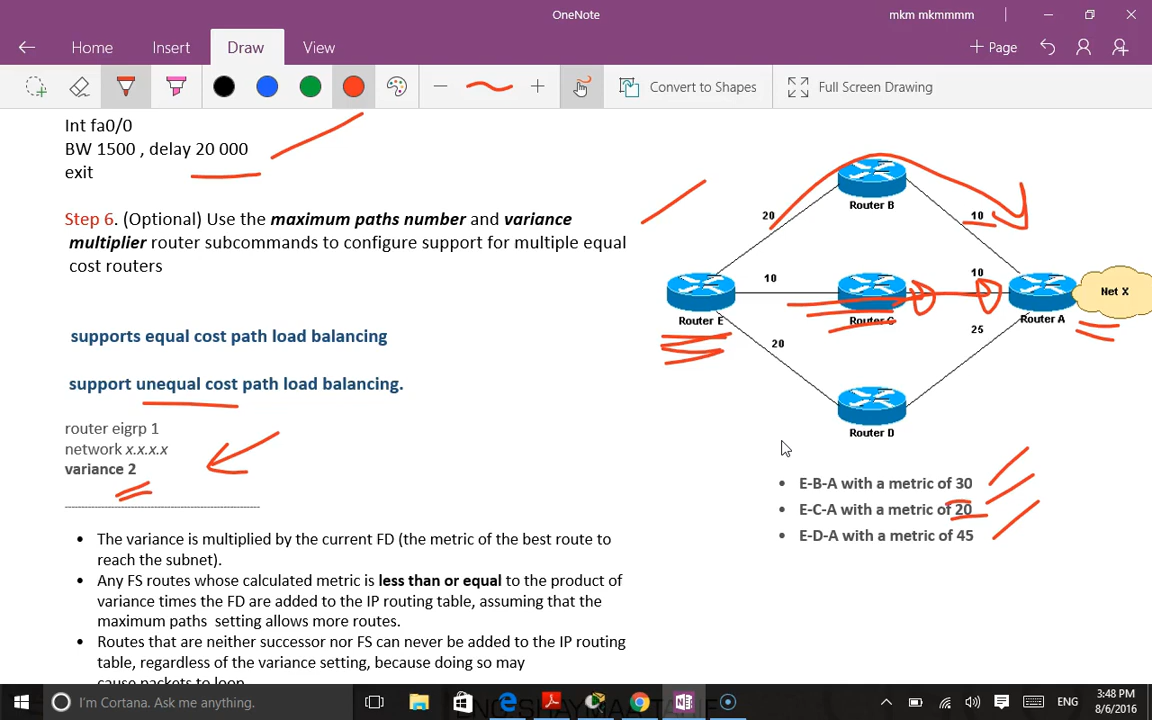 OneNote
mkm mkmmmm
Home
Insert
Draw
View
Page
Convert to Shapes
Full Screen Drawing
Int fa0/0
BW 1500 , delay 20 000
exit
Step 6. (Optional) Use the maximum paths number and variance
multiplier router subcommands to configure support for multiple equal
cost routers
supports equal cost path load balancing
support unequal cost path load balancing.
router eigrp 1
network x.x.x.x
variance 2
The variance is multiplied by the current FD (the metric of the best route to
reach the subnet).
Any FS routes whose calculated metric is less than or equal to the product of
variance times the FD are added to the IP routing table, assuming that the
maximum paths setting allows more routes.
Routes that are neither successor nor FS can never be added to the IP routing
table, regardless of the variance setting, because doing so may
cause packets to loop
Router B
20
10
10
10
Router E
Router C
Router A
Net X
20
25
Router D
E-B-A with a metric of 30
E-C-A with a metric of 20
E-D-A with a metric of 45
I'm Cortana. Ask me anything.
ENG
3:48 PM
8/6/2016